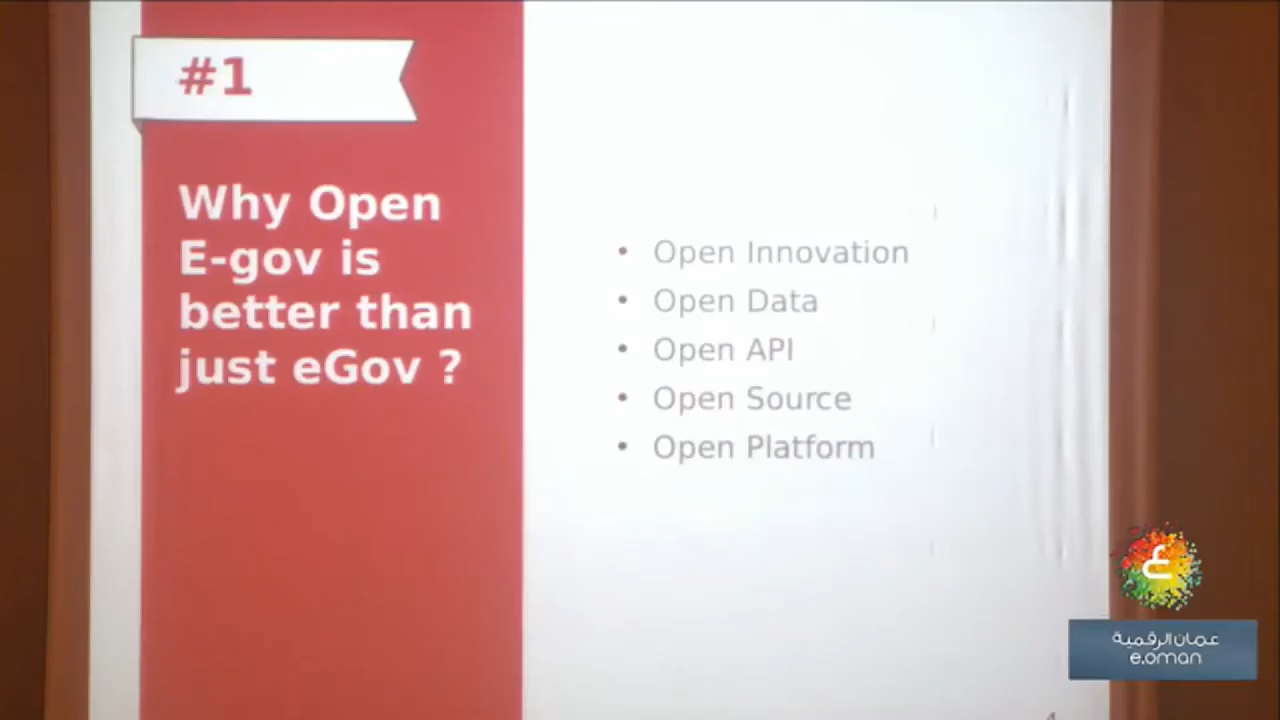 #1
Why Open
E-gov is
better than
just eGov ?
• Open Innovation
• Open Data
• Open API
• Open Source
• Open Platform
ع
عمان الرقمية
e.oman